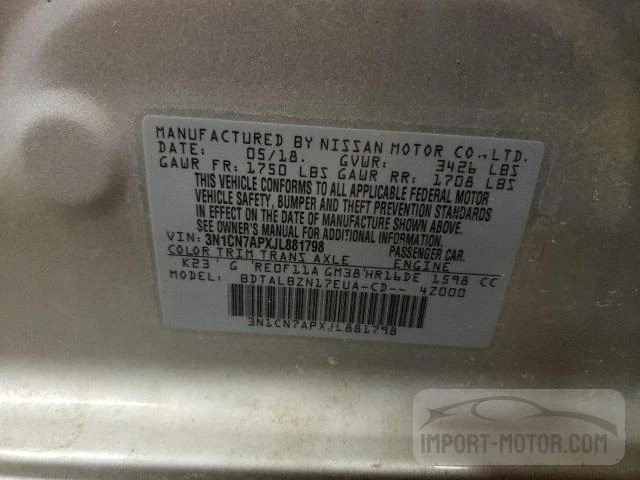 MANUFACTURED BY NISSAN MOTOR CO.,LTD.
DATE: 05/18. GVWR: 3426 LBS
GAWR FR: 1750 LBS GAWR RR: 1708 LBS
THIS VEHICLE CONFORMS TO ALL APPLICABLE FEDERAL MOTOR
VEHICLE SAFETY, BUMPER AND THEFT PREVENTION STANDARDS
IN EFFECT ON THE DATE OF MANUFACTURE SHOWN ABOVE.
SEE OWNER'S MANUAL FOR ADDITIONAL INFORMATION.
VIN: 3N1CN7APXJL881798 PASSENGER CAR.
COLOR TRIM TRANS AXLE ENGINE
K23 G RE0F11A GM38 HR16DE 1598 CC
MODEL: BDTALBZN17EUA-CD-- 4Z000
3N1CN7APXJL881798
IMPORT-MOTOR.COM